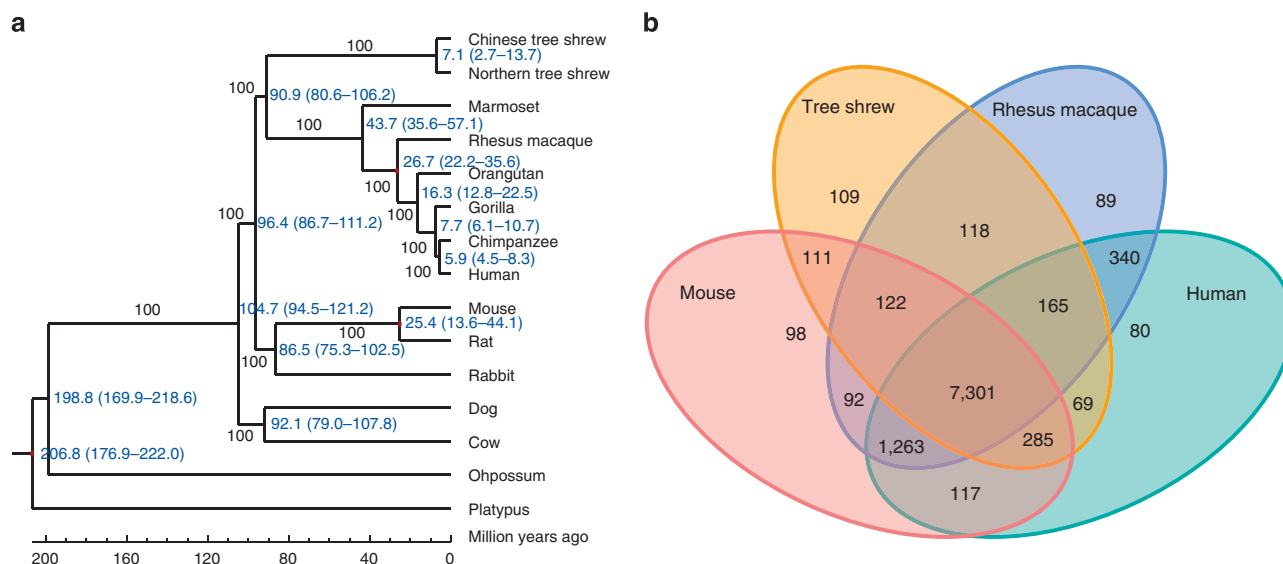 a
Chinese tree shrew
100
7.1 (2.7–13.7)
Northern tree shrew
100
90.9 (80.6–106.2)
Marmoset
100
43.7 (35.6–57.1)
Rhesus macaque
26.7 (22.2–35.6)
Orangutan
100
16.3 (12.8–22.5)
Gorilla
100
100
7.7 (6.1–10.7)
96.4 (86.7–111.2)
Chimpanzee
100
5.9 (4.5–8.3)
Human
100
104.7 (94.5–121.2)
Mouse
100
25.4 (13.6–44.1)
100
Rat
86.5 (75.3–102.5)
100
Rabbit
198.8 (169.9–218.6)
Dog
92.1 (79.0–107.8)
100
Cow
206.8 (176.9–222.0)
Ohpossum
Platypus
Million years ago
200 160 120 80 40 0
b
Tree shrew
Rhesus macaque
109
89
118
111
340
Mouse
Human
122
165
98
80
7,301
92
69
1,263
285
117